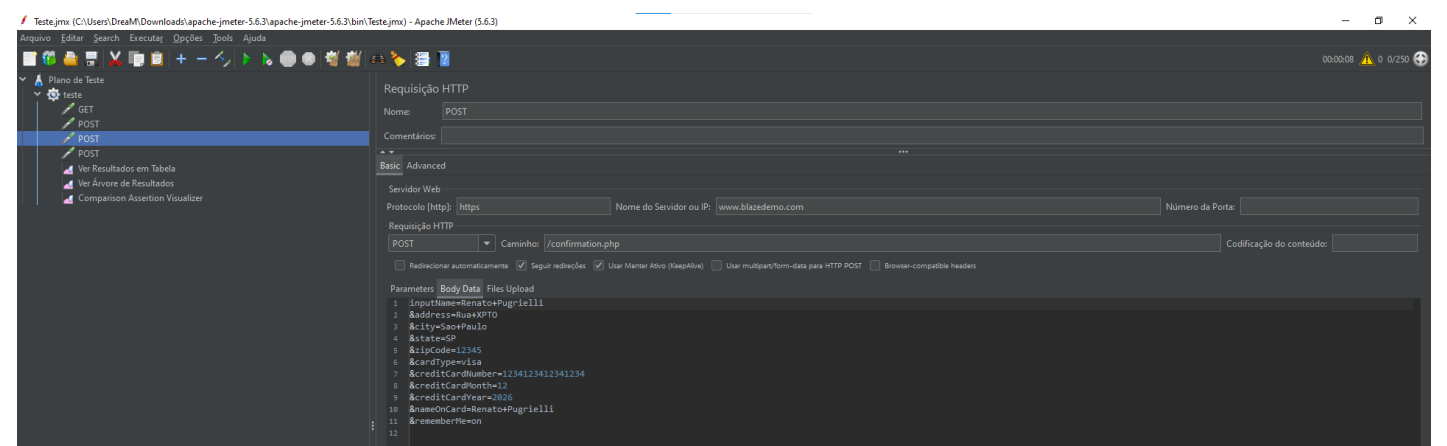 Teste.jmx (C:\Users\DreaM\Downloads\apache-jmeter-5.6.3\apache-jmeter-5.6.3\bin\Teste.jmx) - Apache JMeter (5.6.3)
Arquivo Editar Search Executar Opções Tools Ajuda
00:00:08 0 0/250
Plano de Teste
teste
GET
POST
POST
POST
Ver Resultados em Tabela
Ver Árvore de Resultados
Comparison Assertion Visualizer
Requisição HTTP
Nome: POST
Comentários:
Basic Advanced
Servidor Web
Protocolo [http]: https Nome do Servidor ou IP: www.blazedemo.com Número da Porta:
Requisição HTTP
POST Caminho: /confirmation.php Codificação do conteúdo:
Redirecionar automaticamente Seguir redireções Usar Manter Ativo (KeepAlive) Usar multipart/form-data para HTTP POST Browser-compatible headers
Parameters Body Data Files Upload
1 inputName=Renato+Pugrielli
2 &address=Rua+XPTO
3 &city=Sao+Paulo
4 &state=SP
5 &zipCode=12345
6 &cardType=visa
7 &creditCardNumber=1234123412341234
8 &creditCardMonth=12
9 &creditCardYear=2026
10 &nameOnCard=Renato+Pugrielli
11 &rememberMe=on
12